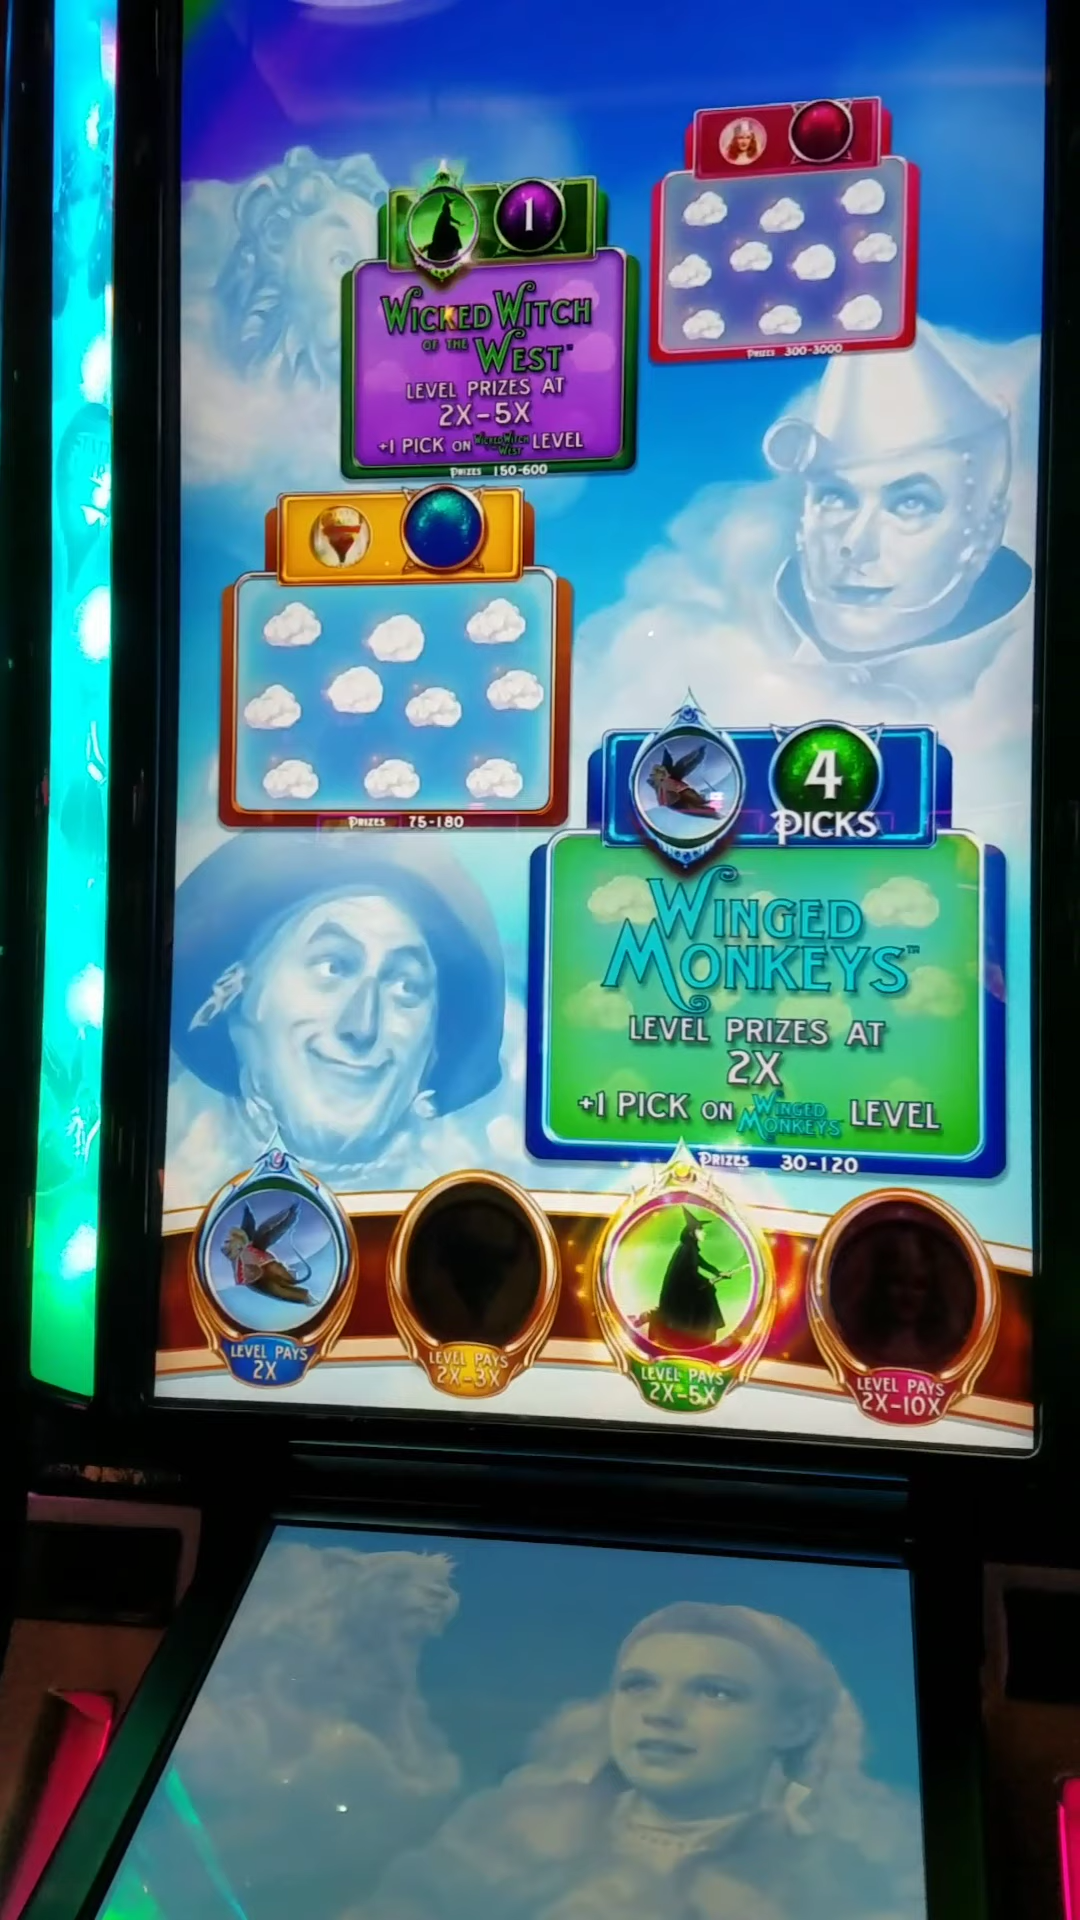 1
WICKED WITCH
OF THE WEST™
LEVEL PRIZES AT
2X-5X
+1 PICK ON WICKED WITCH OF THE WEST LEVEL
PRIZES 150-600
PRIZES 300-3000
PRIZES 75-180
4
PICKS
WINGED
MONKEYS™
LEVEL PRIZES AT
2X
+1 PICK ON WINGED MONKEYS LEVEL
PRIZES 30-120
LEVEL PAYS
2X
LEVEL PAYS
2X-3X
LEVEL PAYS
2X-5X
LEVEL PAYS
2X-10X